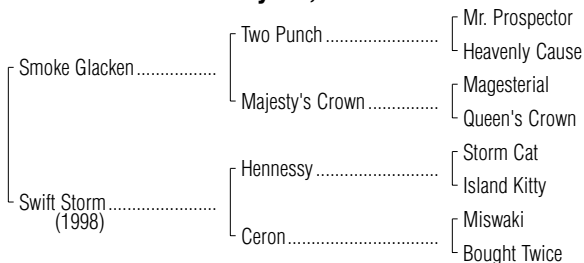 Mr. Prospector
Two Punch
Heavenly Cause
Smoke Glacken
Magesterial
Majesty's Crown
Queen's Crown
Storm Cat
Hennessy
Island Kitty
Swift Storm
(1998)
Miswaki
Ceron
Bought Twice